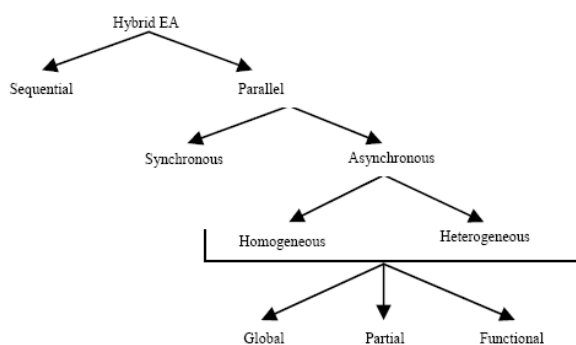 Hybrid EA
Sequential
Parallel
Synchronous
Asynchronous
Homogeneous
Heterogeneous
Global
Partial
Functional